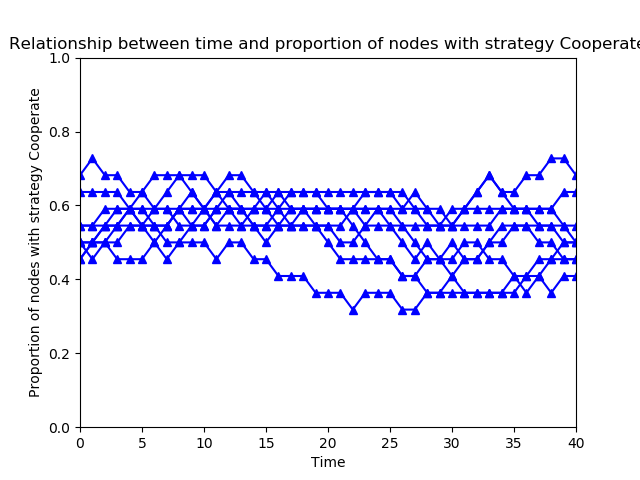 Relationship between time and proportion of nodes with strategy Cooperate
Proportion of nodes with strategy Cooperate
1.0
0.8
0.6
0.4
0.2
0.0
0 5 10 15 20 25 30 35 40
Time